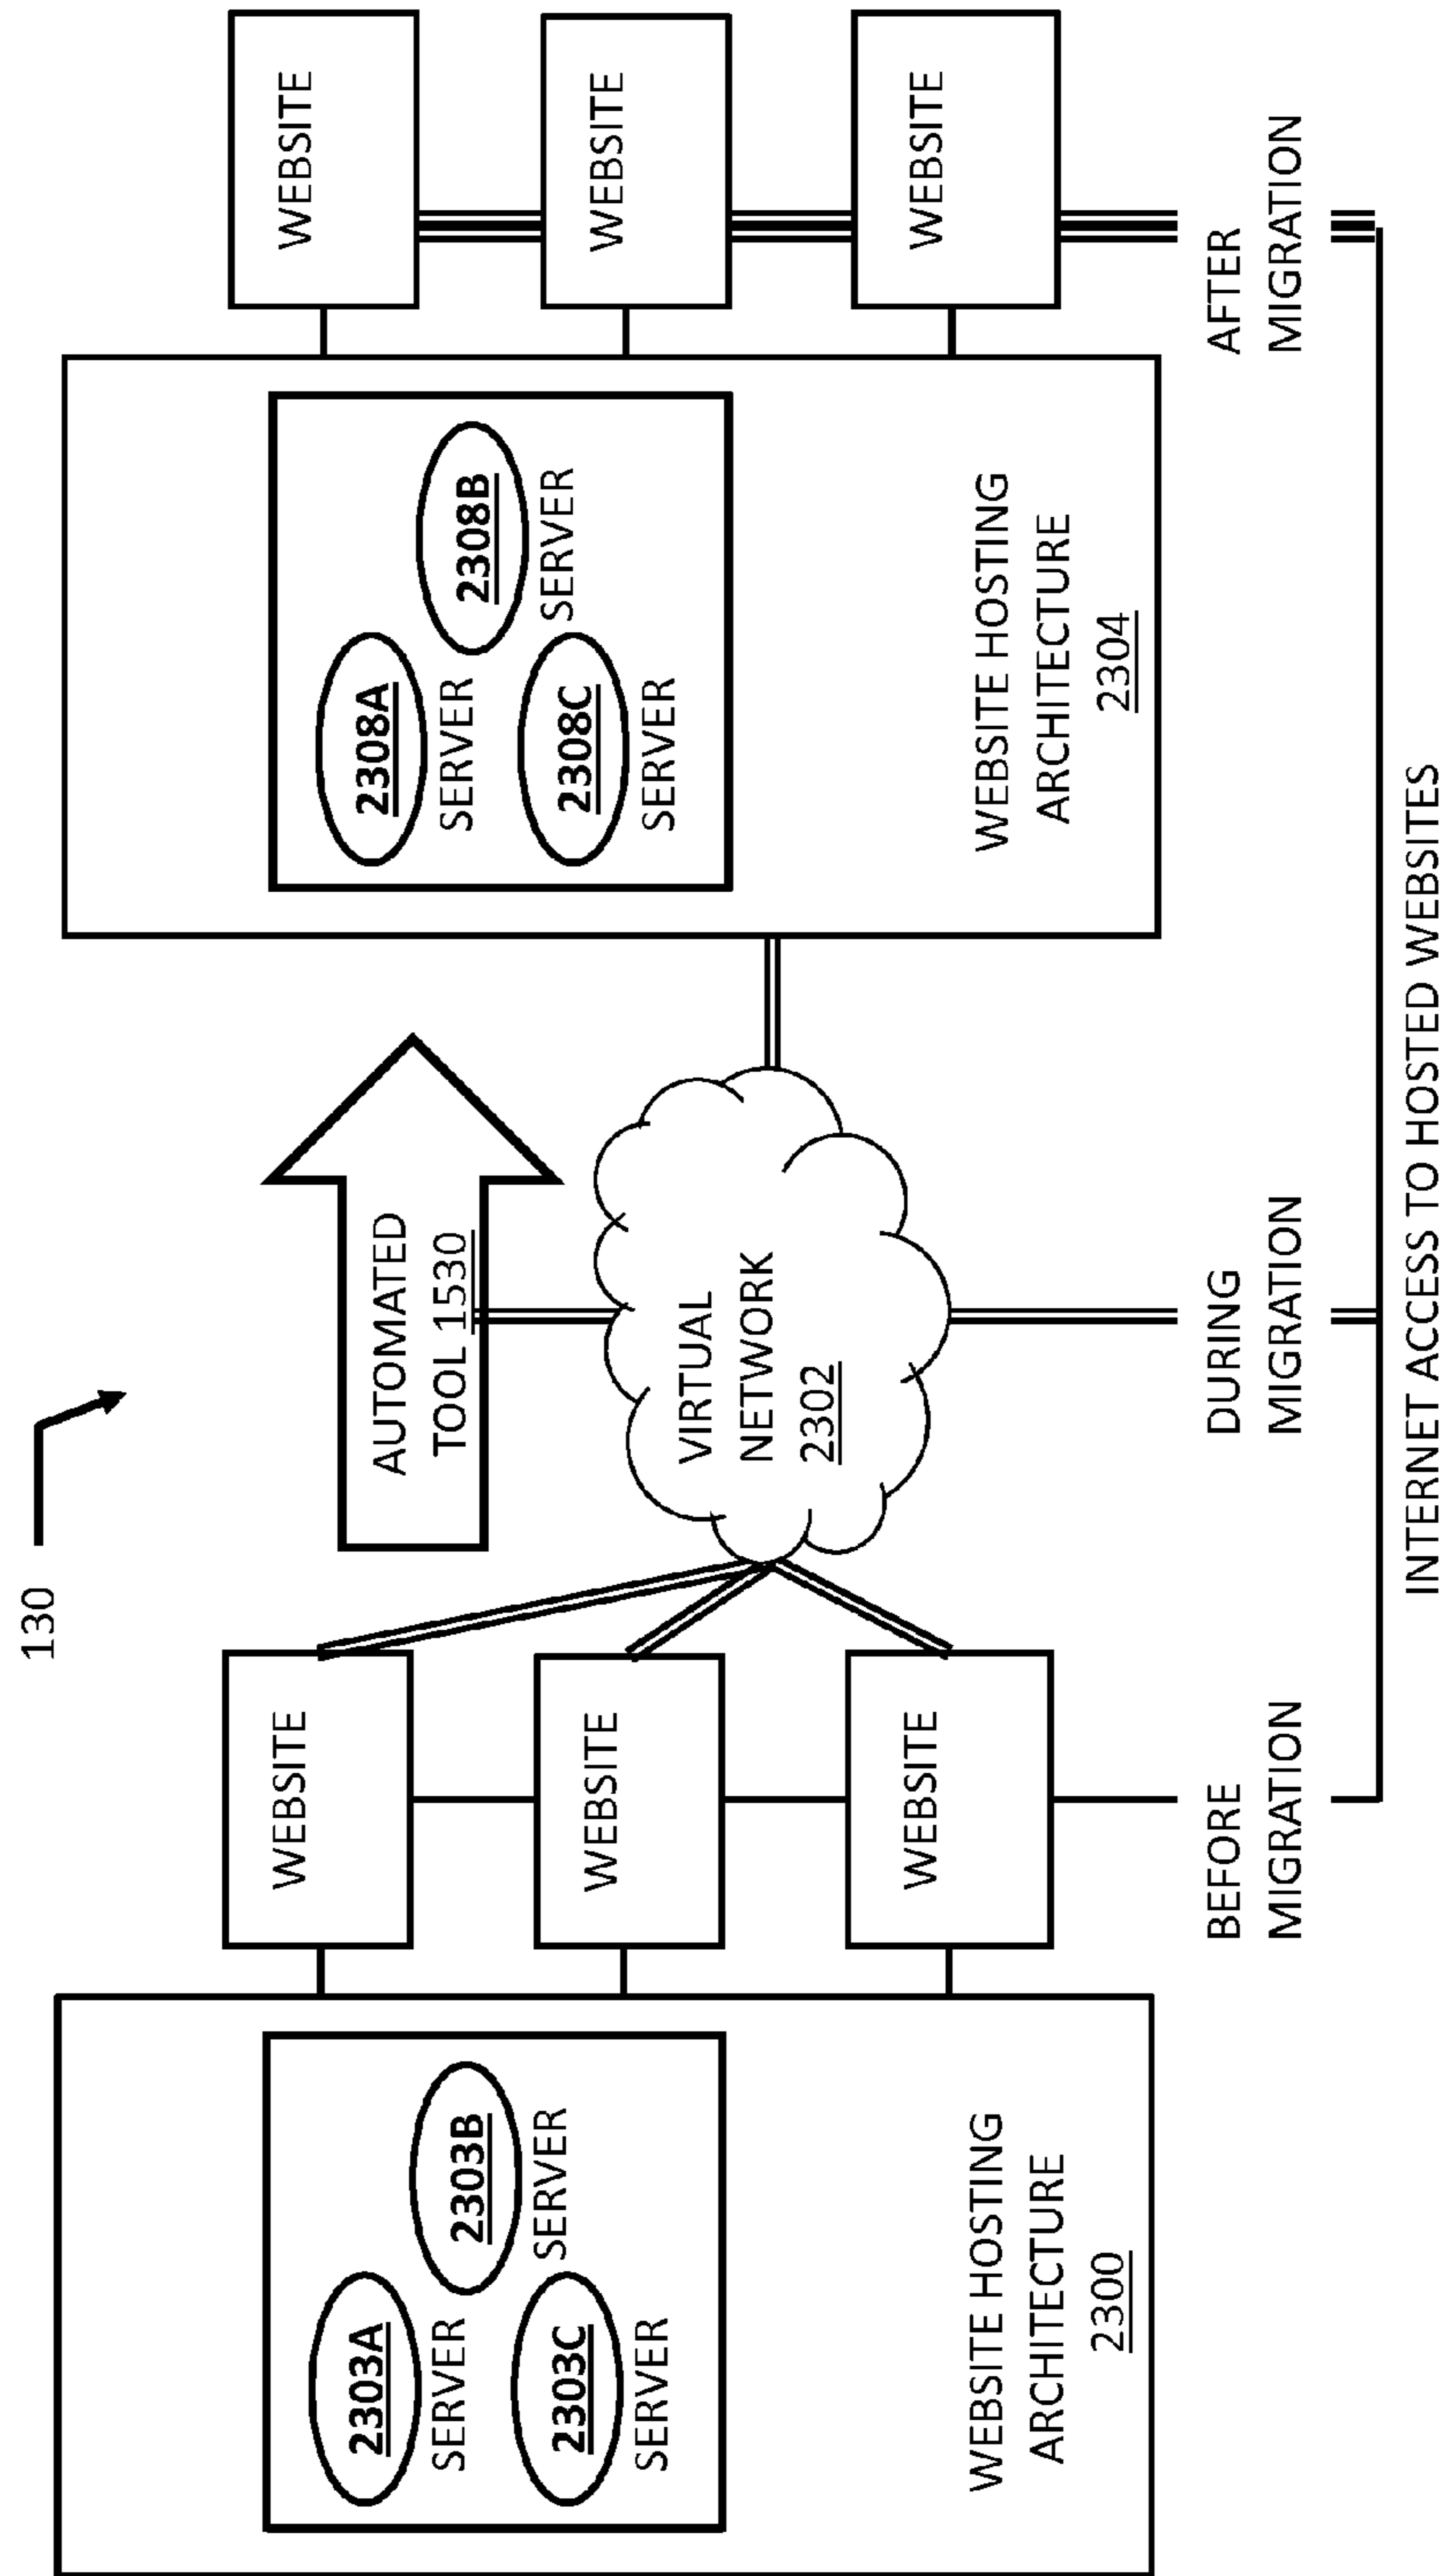 130
2303A
SERVER
2303B
SERVER
2303C
SERVER
WEBSITE HOSTING
ARCHITECTURE
2300
WEBSITE
WEBSITE
WEBSITE
AUTOMATED
TOOL 1530
VIRTUAL
NETWORK
2302
2308A
SERVER
2308B
SERVER
2308C
SERVER
WEBSITE HOSTING
ARCHITECTURE
2304
WEBSITE
WEBSITE
WEBSITE
BEFORE
MIGRATION
DURING
MIGRATION
AFTER
MIGRATION
INTERNET ACCESS TO HOSTED WEBSITES